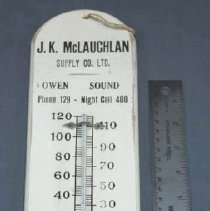 J.K. McLAUCHLAN
SUPPLY CO. LTD.
OWEN SOUND
Phone 129 - Night Call 400
120
110
100
90
80
70
60
50
40
30